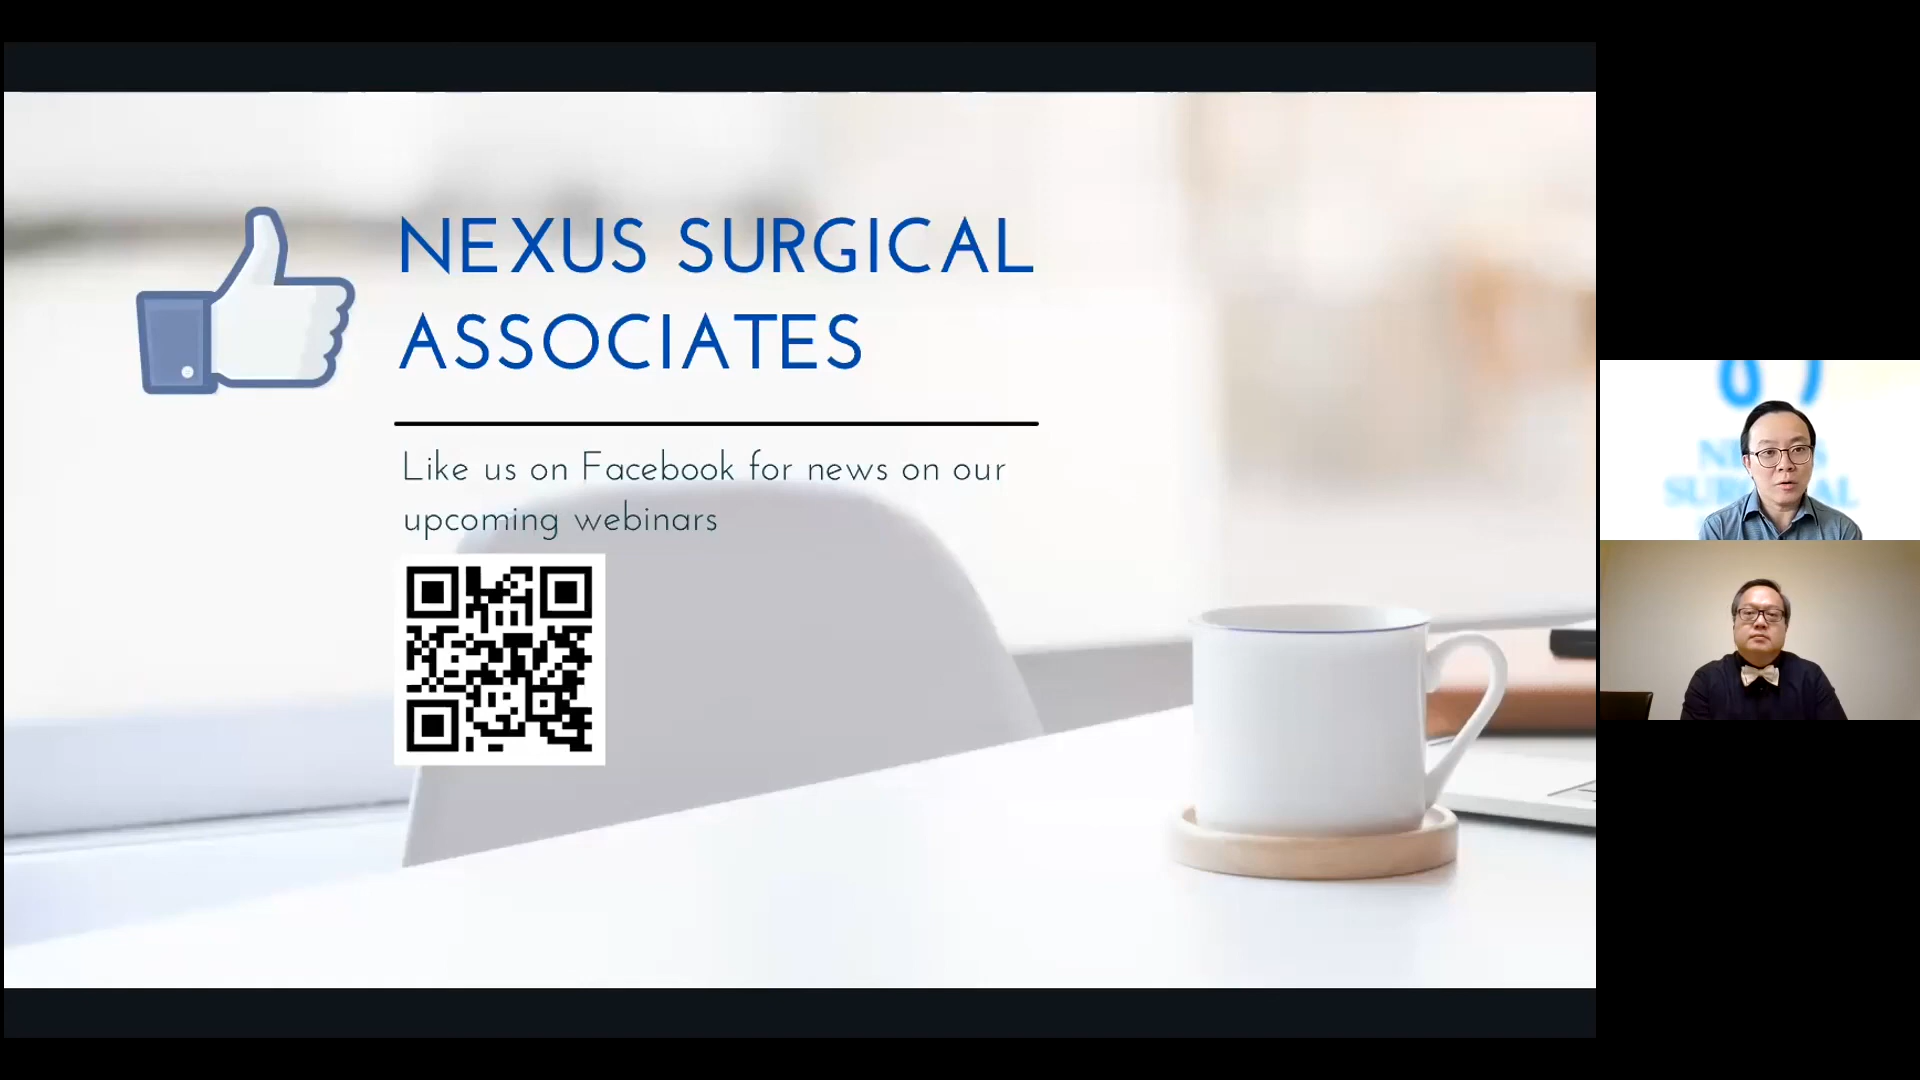 NEXUS SURGICAL
ASSOCIATES
Like us on Facebook for news on our
upcoming webinars